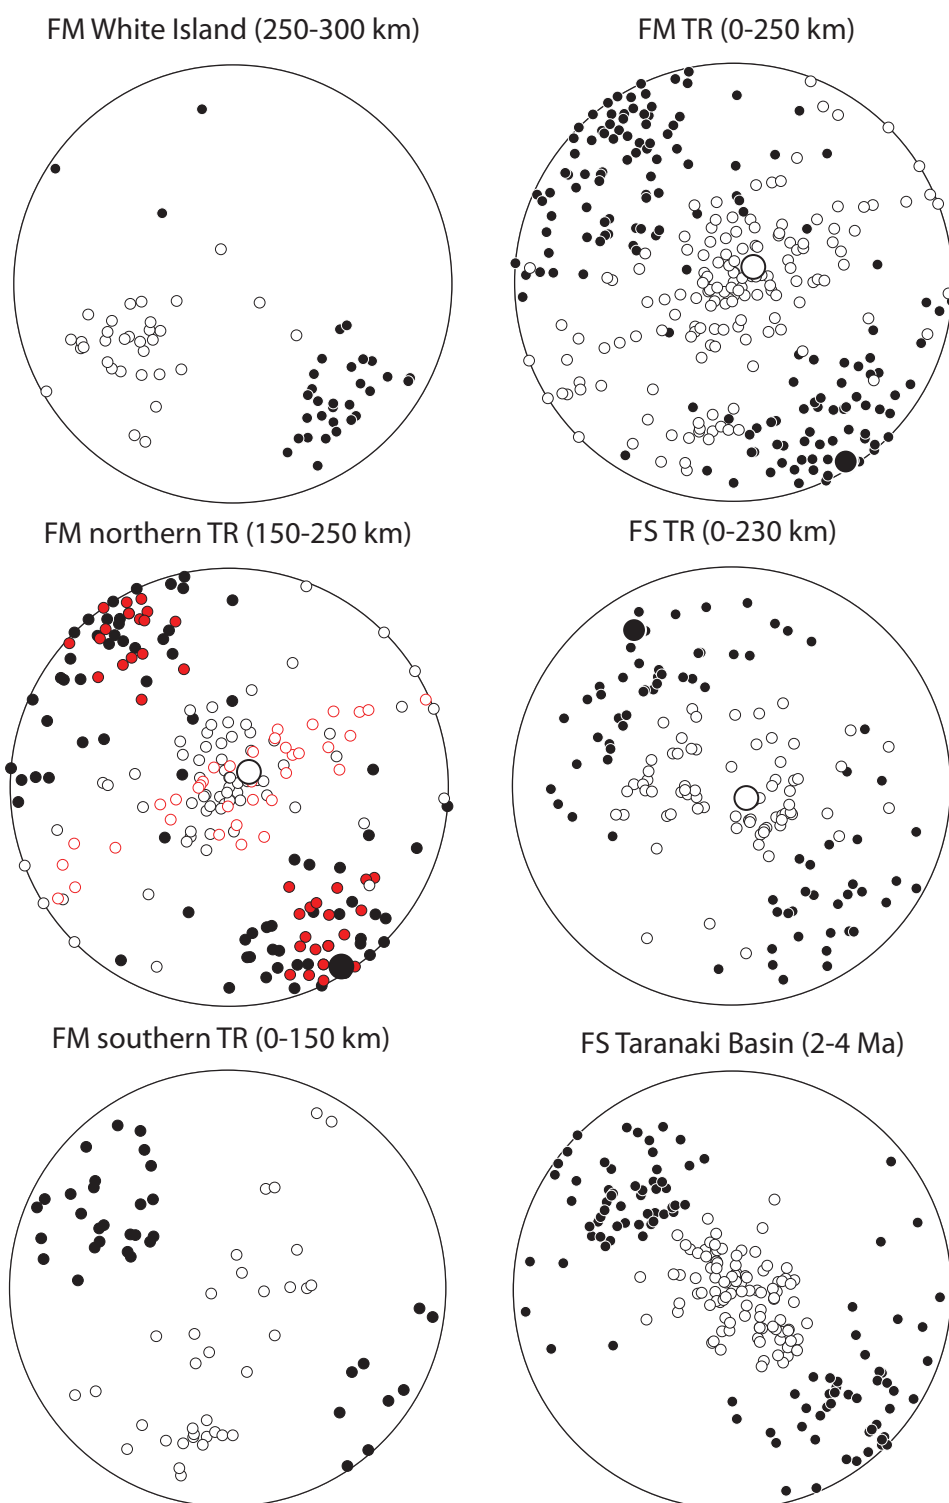 FM White Island (250-300 km)
FM TR (0-250 km)
FM northern TR (150-250 km)
FS TR (0-230 km)
FM southern TR (0-150 km)
FS Taranaki Basin (2-4 Ma)